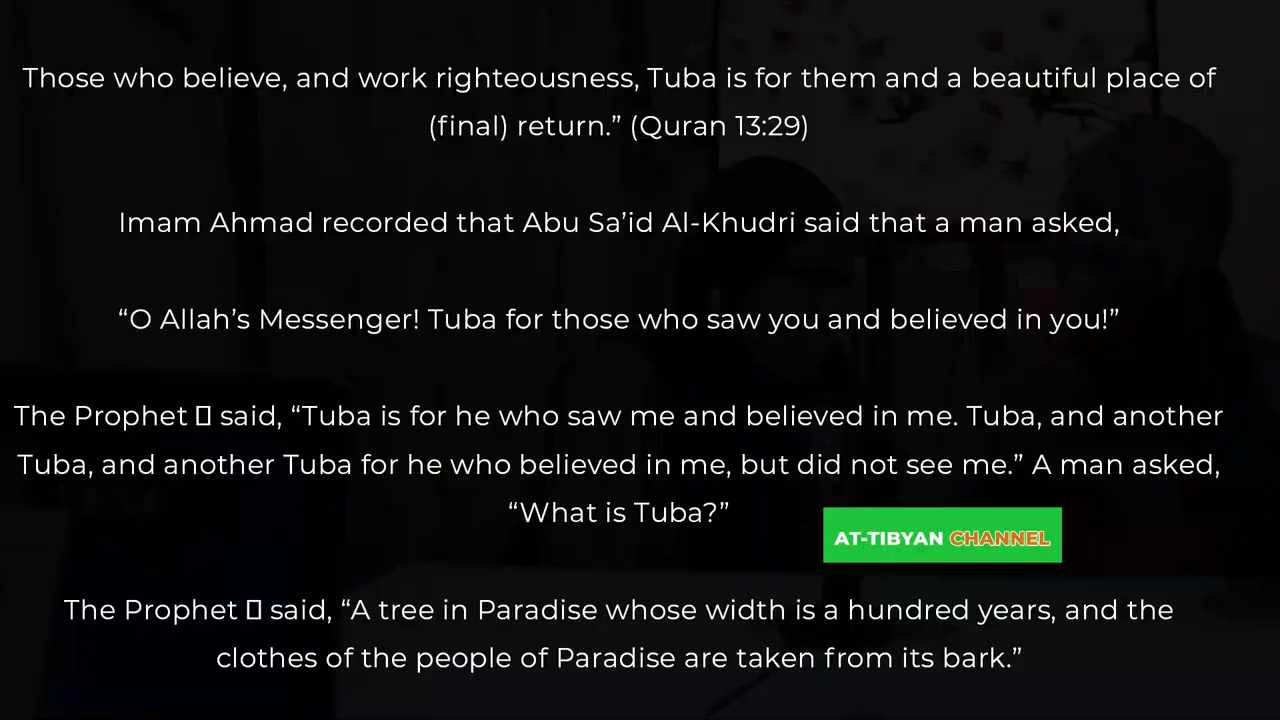 Those who believe, and work righteousness, Tuba is for them and a beautiful place of
(final) return.” (Quran 13:29)
Imam Ahmad recorded that Abu Sa’id Al-Khudri said that a man asked,
“O Allah’s Messenger! Tuba for those who saw you and believed in you!”
The Prophet ▯ said, “Tuba is for he who saw me and believed in me. Tuba, and another
Tuba, and another Tuba for he who believed in me, but did not see me.” A man asked,
“What is Tuba?”
AT-TIBYAN CHANNEL
The Prophet ▯ said, “A tree in Paradise whose width is a hundred years, and the
clothes of the people of Paradise are taken from its bark.”